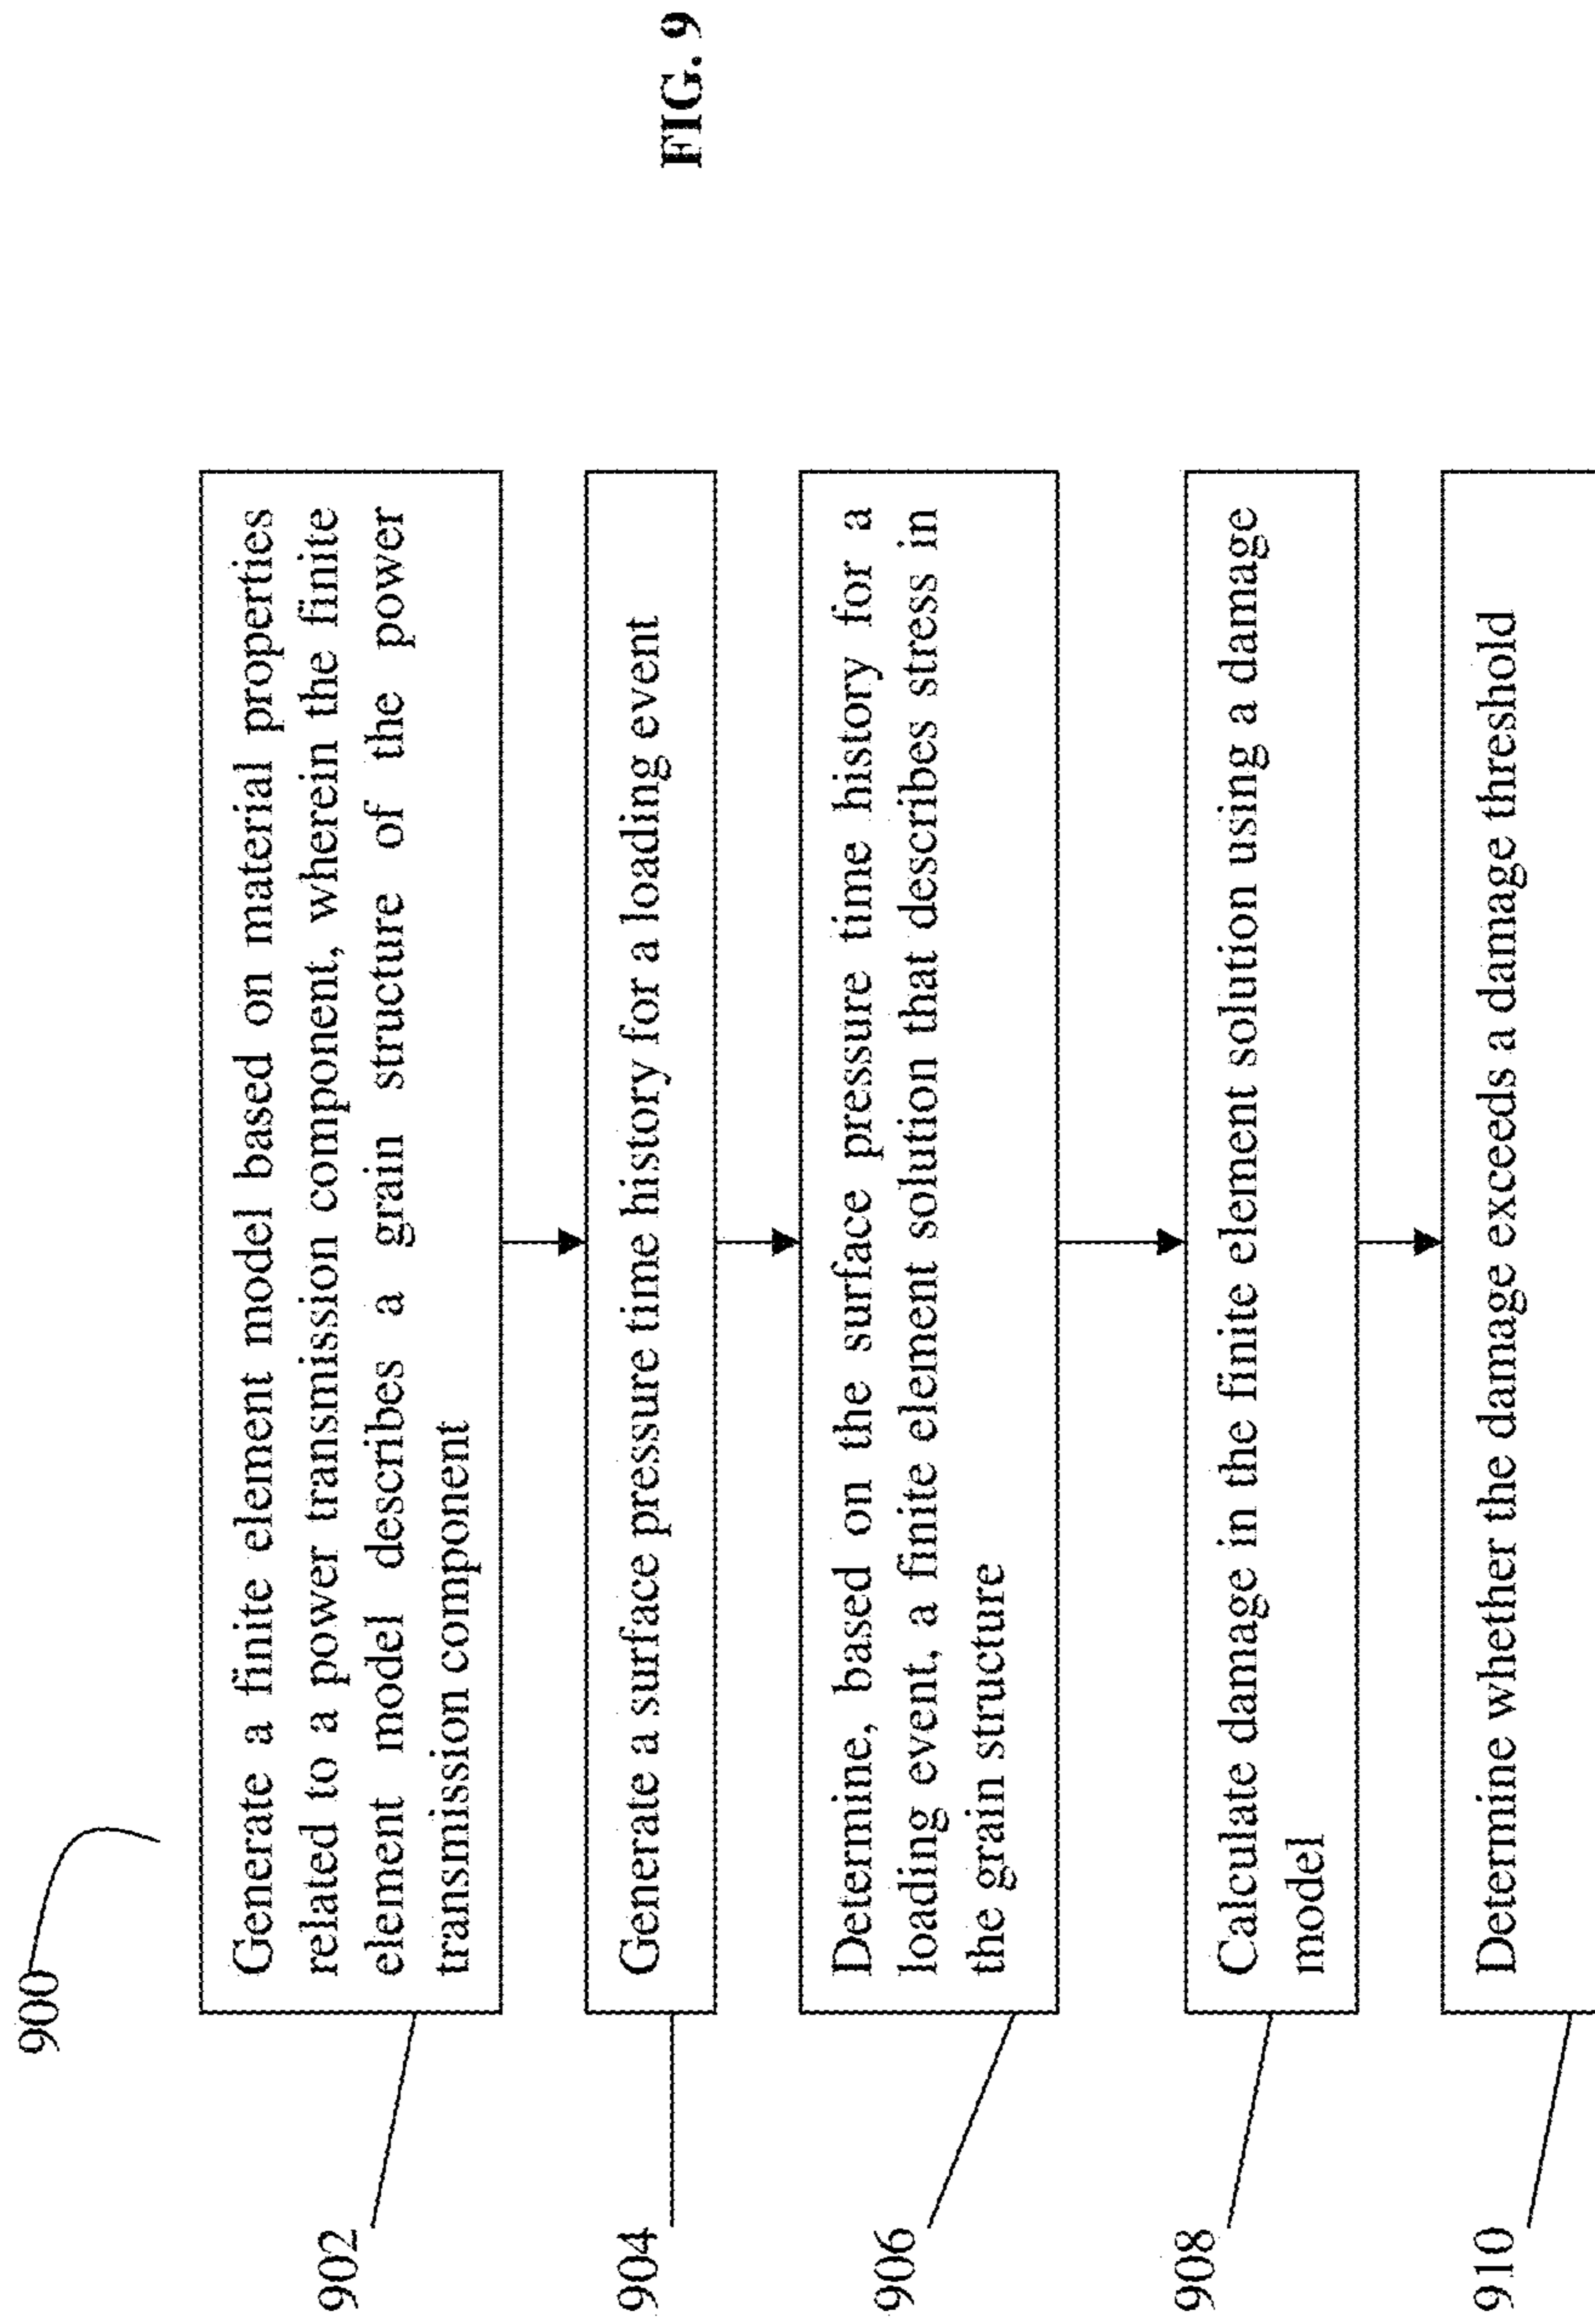 900
902
Generate a finite element model based on material properties
related to a power transmission component, wherein the finite
element model describes a grain structure of the power
transmission component
904
Generate a surface pressure time history for a loading event
906
Determine, based on the surface pressure time history for a
loading event, a finite element solution that describes stress in
the grain structure
908
Calculate damage in the finite element solution using a damage
model
910
Determine whether the damage exceeds a damage threshold
FIG. 9